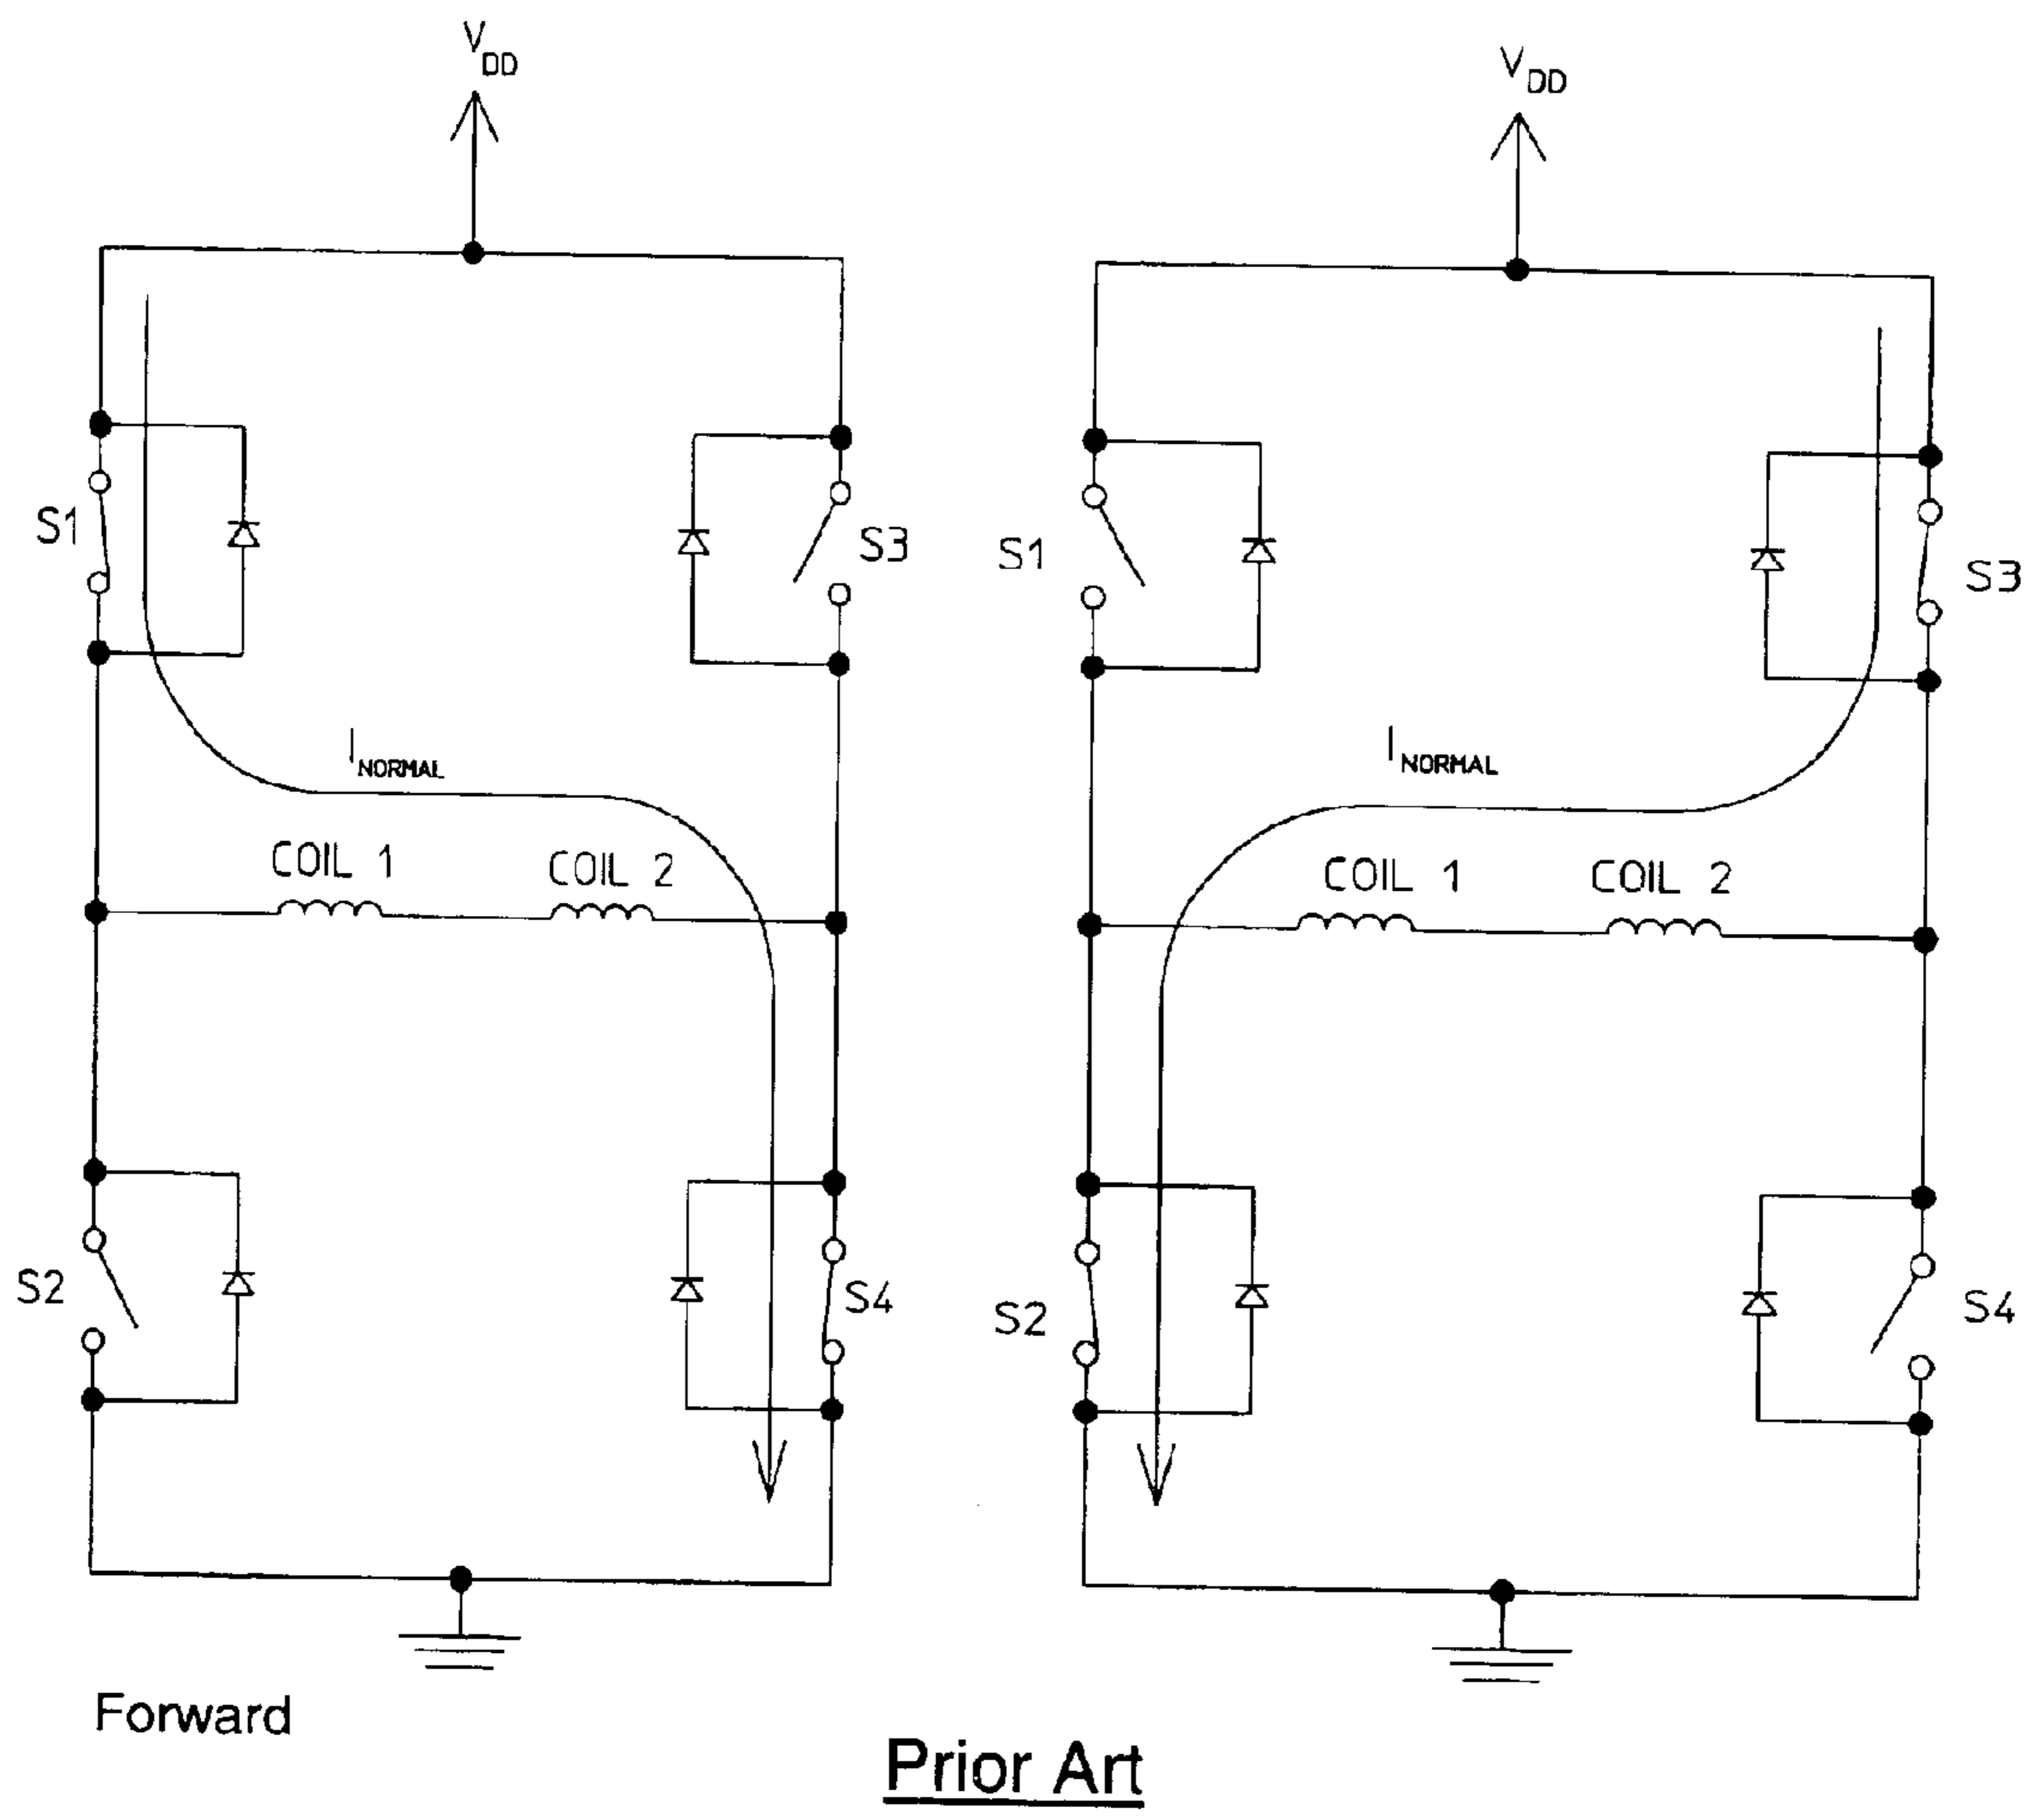 VDD
VDD
S1
S3
S1
S3
INORMAL
INORMAL
COIL 1
COIL 2
COIL 1
COIL 2
S2
S4
S2
S4
Forward
Prior Art